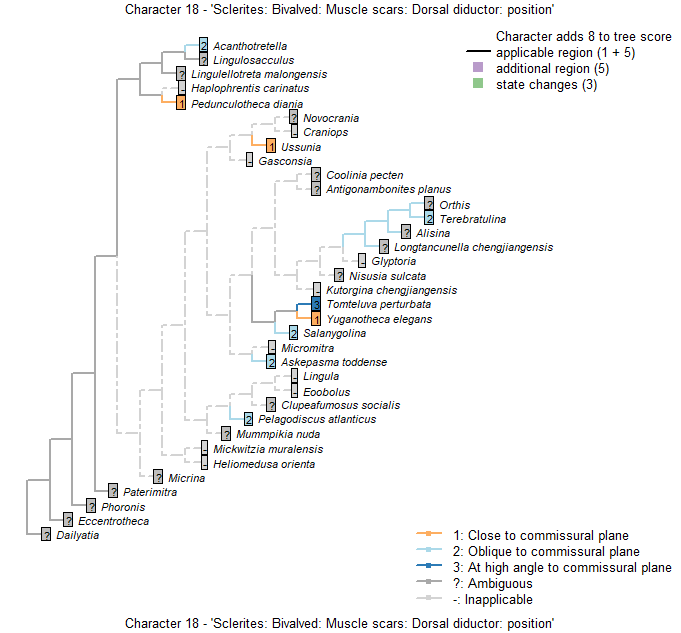 Character 18 - 'Sclerites: Bivalved: Muscle scars: Dorsal diductor: position'
Character adds 8 to tree score
applicable region (1 + 5)
additional region (5)
state changes (3)
2 Acanthotretella
? Lingulosacculus
? Lingulellotreta malongensis
- Haplophrentis carinatus
1 Pedunculotheca diania
? Novocrania
- Craniops
1 Ussunia
- Gasconsia
? Coolinia pecten
? Antigonambonites planus
? Orthis
2 Terebratulina
? Alisina
? Longtancunella chengjiangensis
- Glyptoria
? Nisusia sulcata
- Kutorgina chengjiangensis
3 Tomteluva perturbata
1 Yuganotheca elegans
2 Salanygolina
- Micromitra
2 Askepasma toddense
- Lingula
- Eoobolus
? Clupeafumosus socialis
2 Pelagodiscus atlanticus
? Mummpikia nuda
- Mickwitzia muralensis
- Heliomedusa orienta
? Micrina
? Paterimitra
? Phoronis
? Eccentrotheca
? Dailyatia
1: Close to commissural plane
2: Oblique to commissural plane
3: At high angle to commissural plane
?: Ambiguous
-: Inapplicable
Character 18 - 'Sclerites: Bivalved: Muscle scars: Dorsal diductor: position'